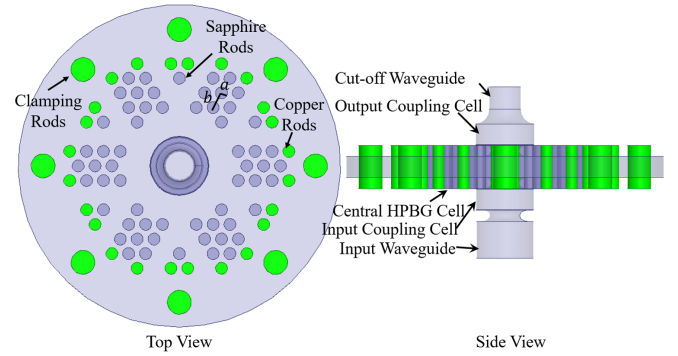 Sapphire
Rods
a
b
Clamping
Rods
Copper
Rods
Top View
Cut-off Waveguide
Output Coupling Cell
Central HPBG Cell
Input Coupling Cell
Input Waveguide
Side View